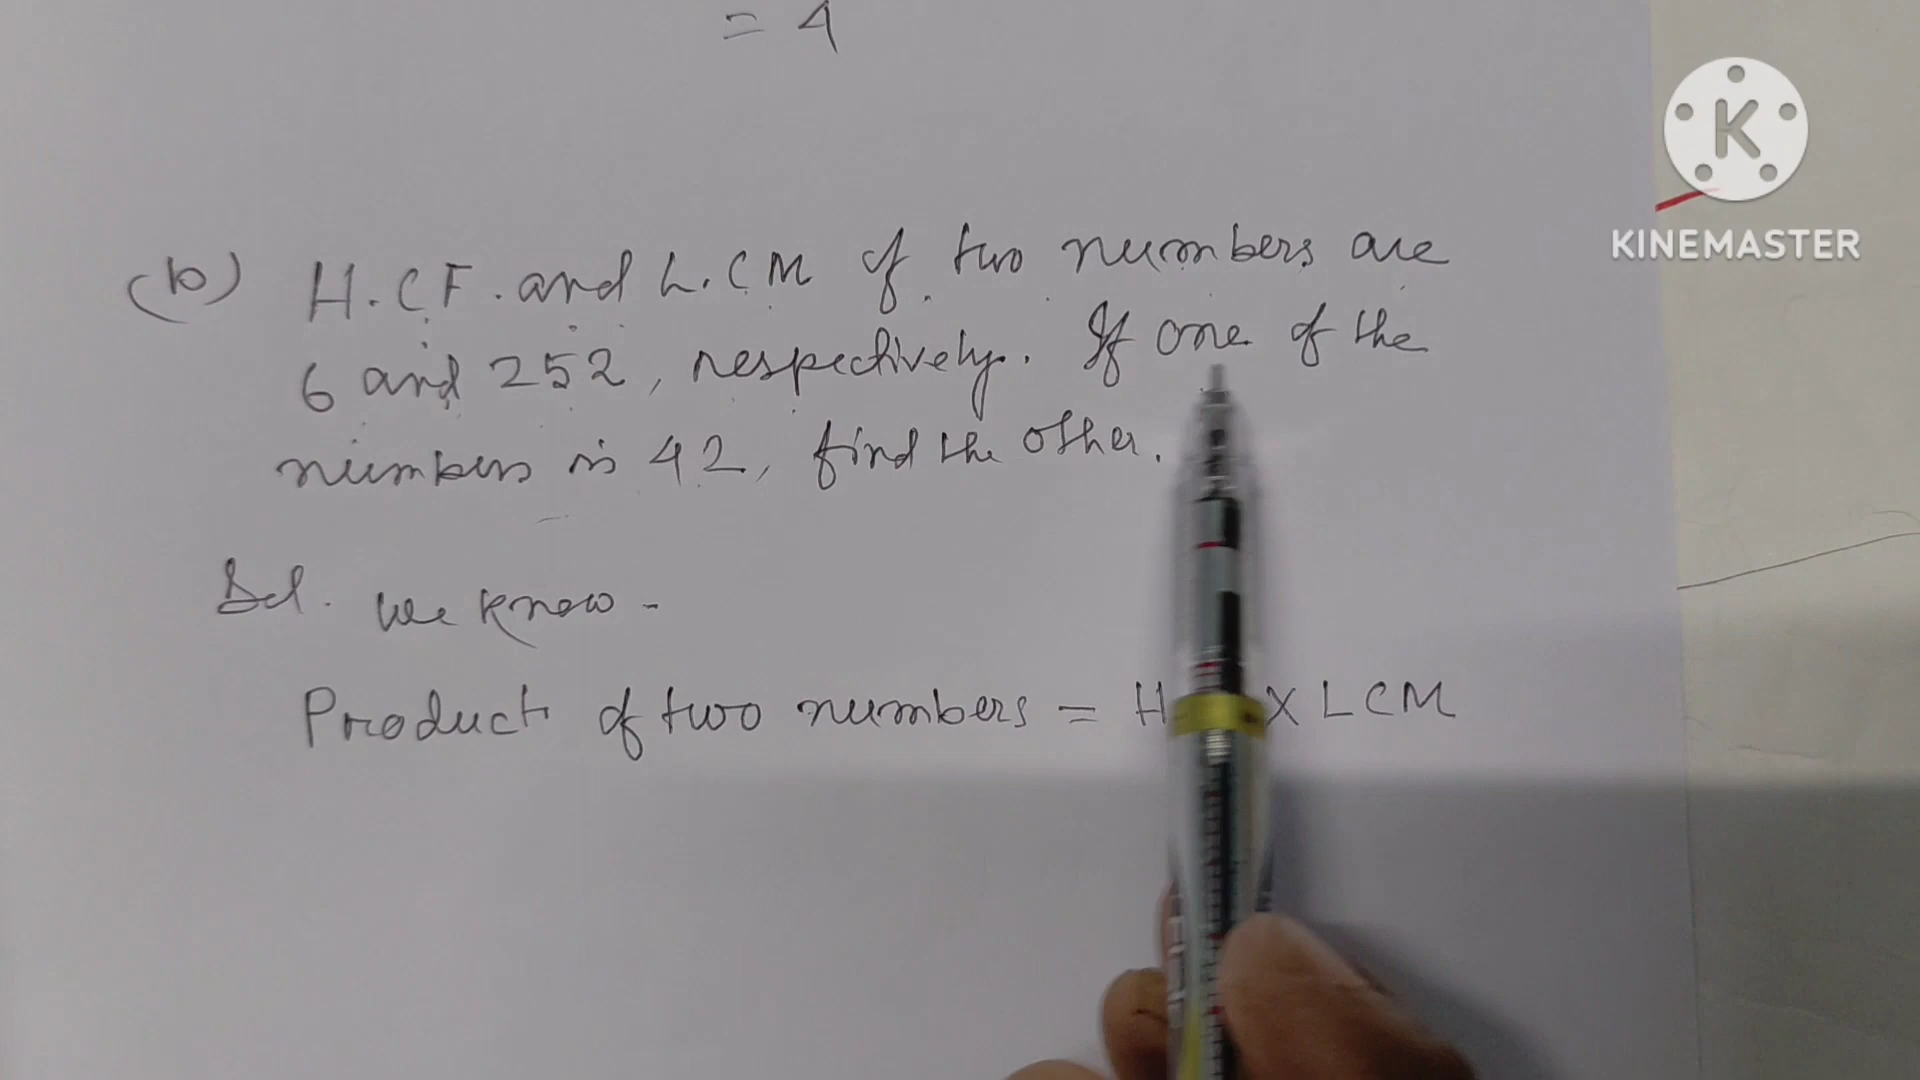 = 4
K
KINEMASTER
(b) H.C.F. and L.C.M of two numbers are
6 and 252, respectively. If one of the
numbers is 42, find the other.
Sol. We know -
Product of two numbers = H X LCM